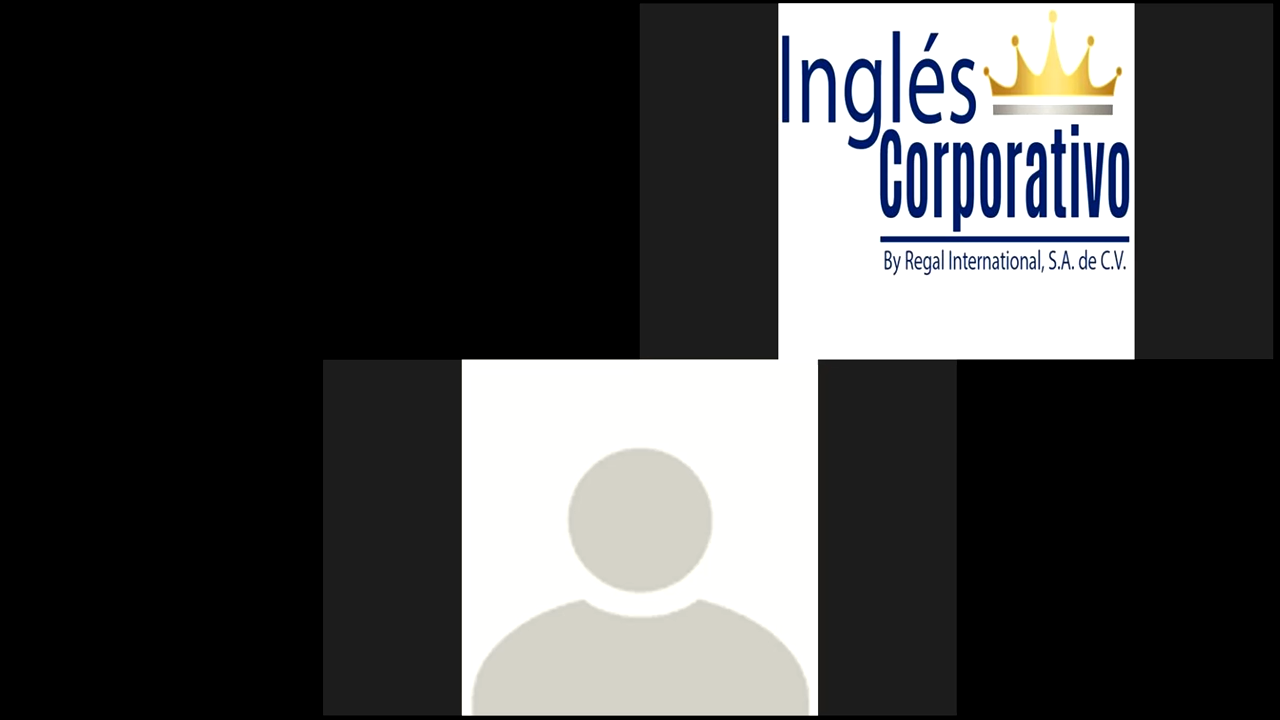 Inglés
Corporativo
By Regal International, S.A. de C.V.